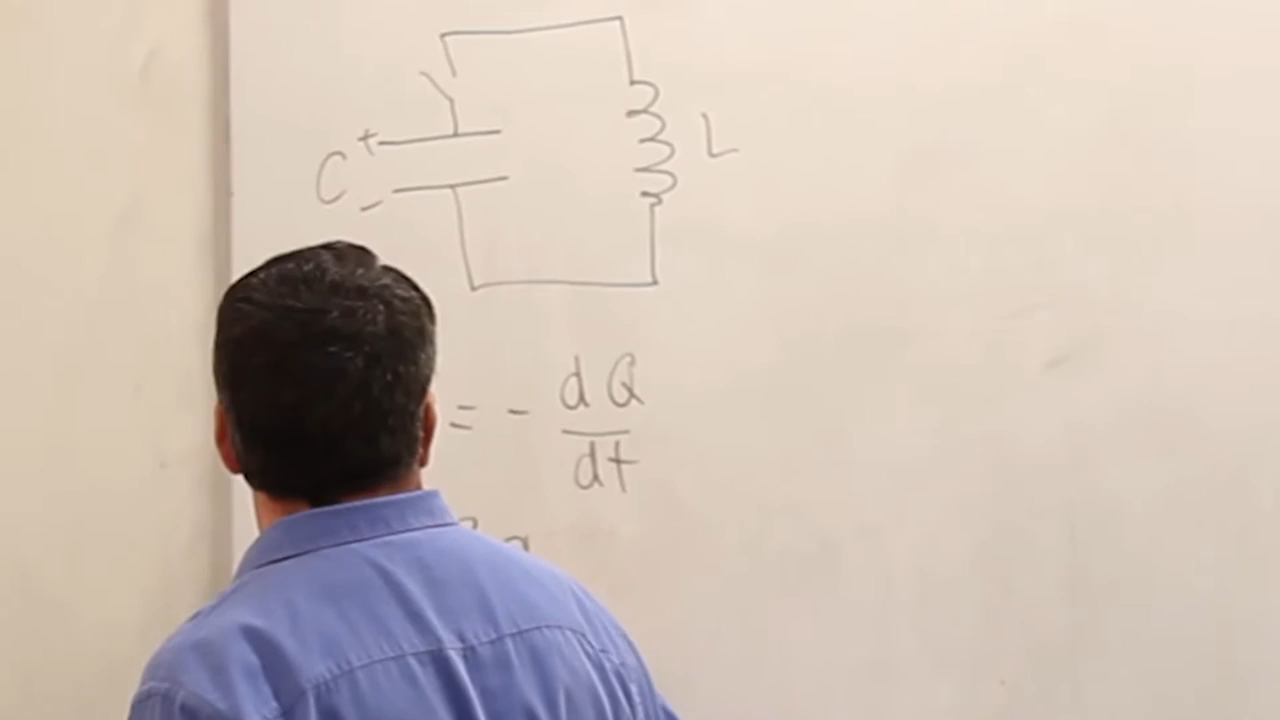 +
C
L
-
= - dQ
dt